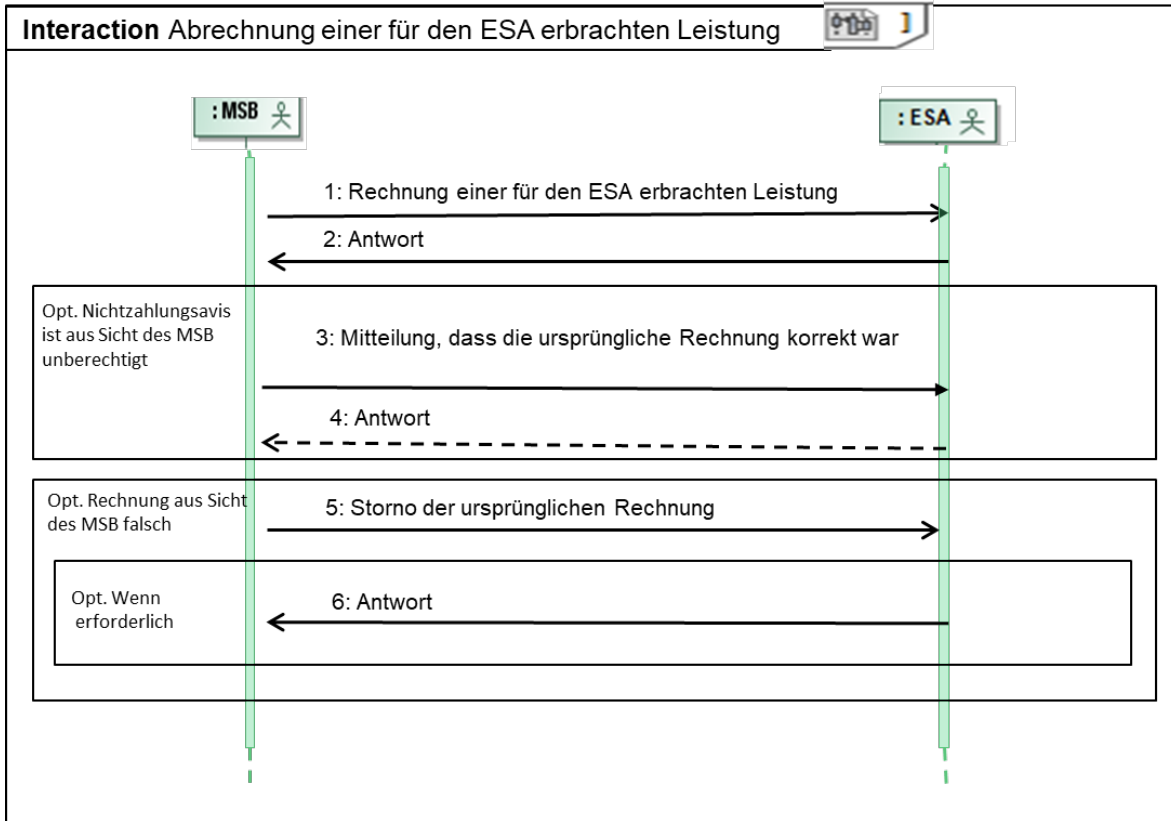 Interaction Abrechnung einer für den ESA erbrachten Leistung
: MSB
: ESA
1: Rechnung einer für den ESA erbrachten Leistung
2: Antwort
Opt. Nichtzahlungsavis
ist aus Sicht des MSB
unberechtigt
3: Mitteilung, dass die ursprüngliche Rechnung korrekt war
4: Antwort
Opt. Rechnung aus Sicht
des MSB falsch
5: Storno der ursprünglichen Rechnung
Opt. Wenn
erforderlich
6: Antwort